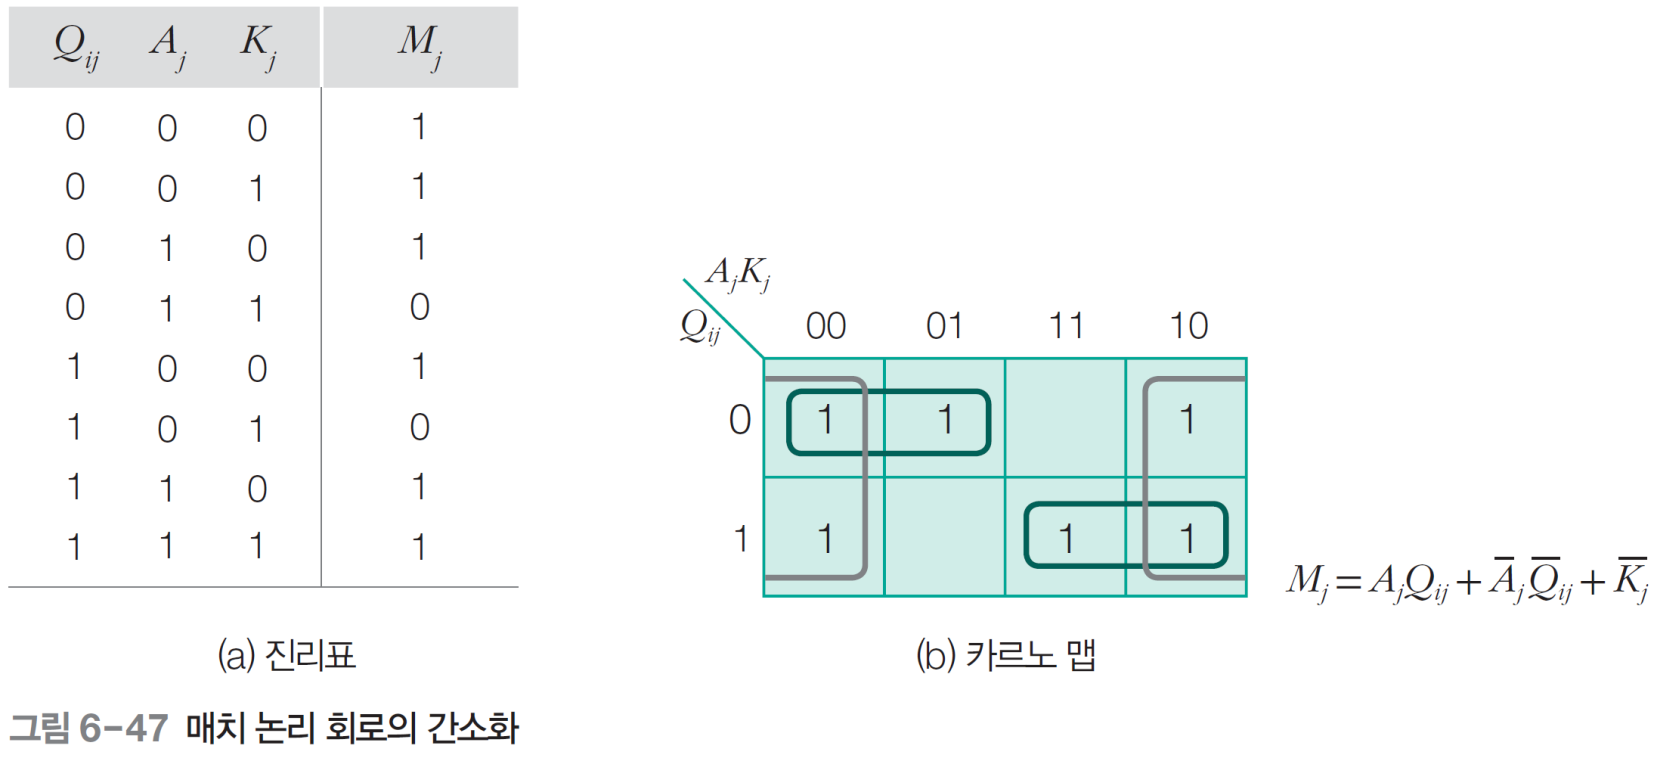 Qij Aj Kj Mj
0 0 0 1
0 0 1 1
0 1 0 1
0 1 1 0
1 0 0 1
1 0 1 0
1 1 0 1
1 1 1 1
(a) 진리표
AjKj
Qij 00 01 11 10
0 1 1 1
1 1 1 1
Mj = AjQij + A̅jQ̅ij + K̅j
(b) 카르노 맵
그림 6-47 매치 논리 회로의 간소화